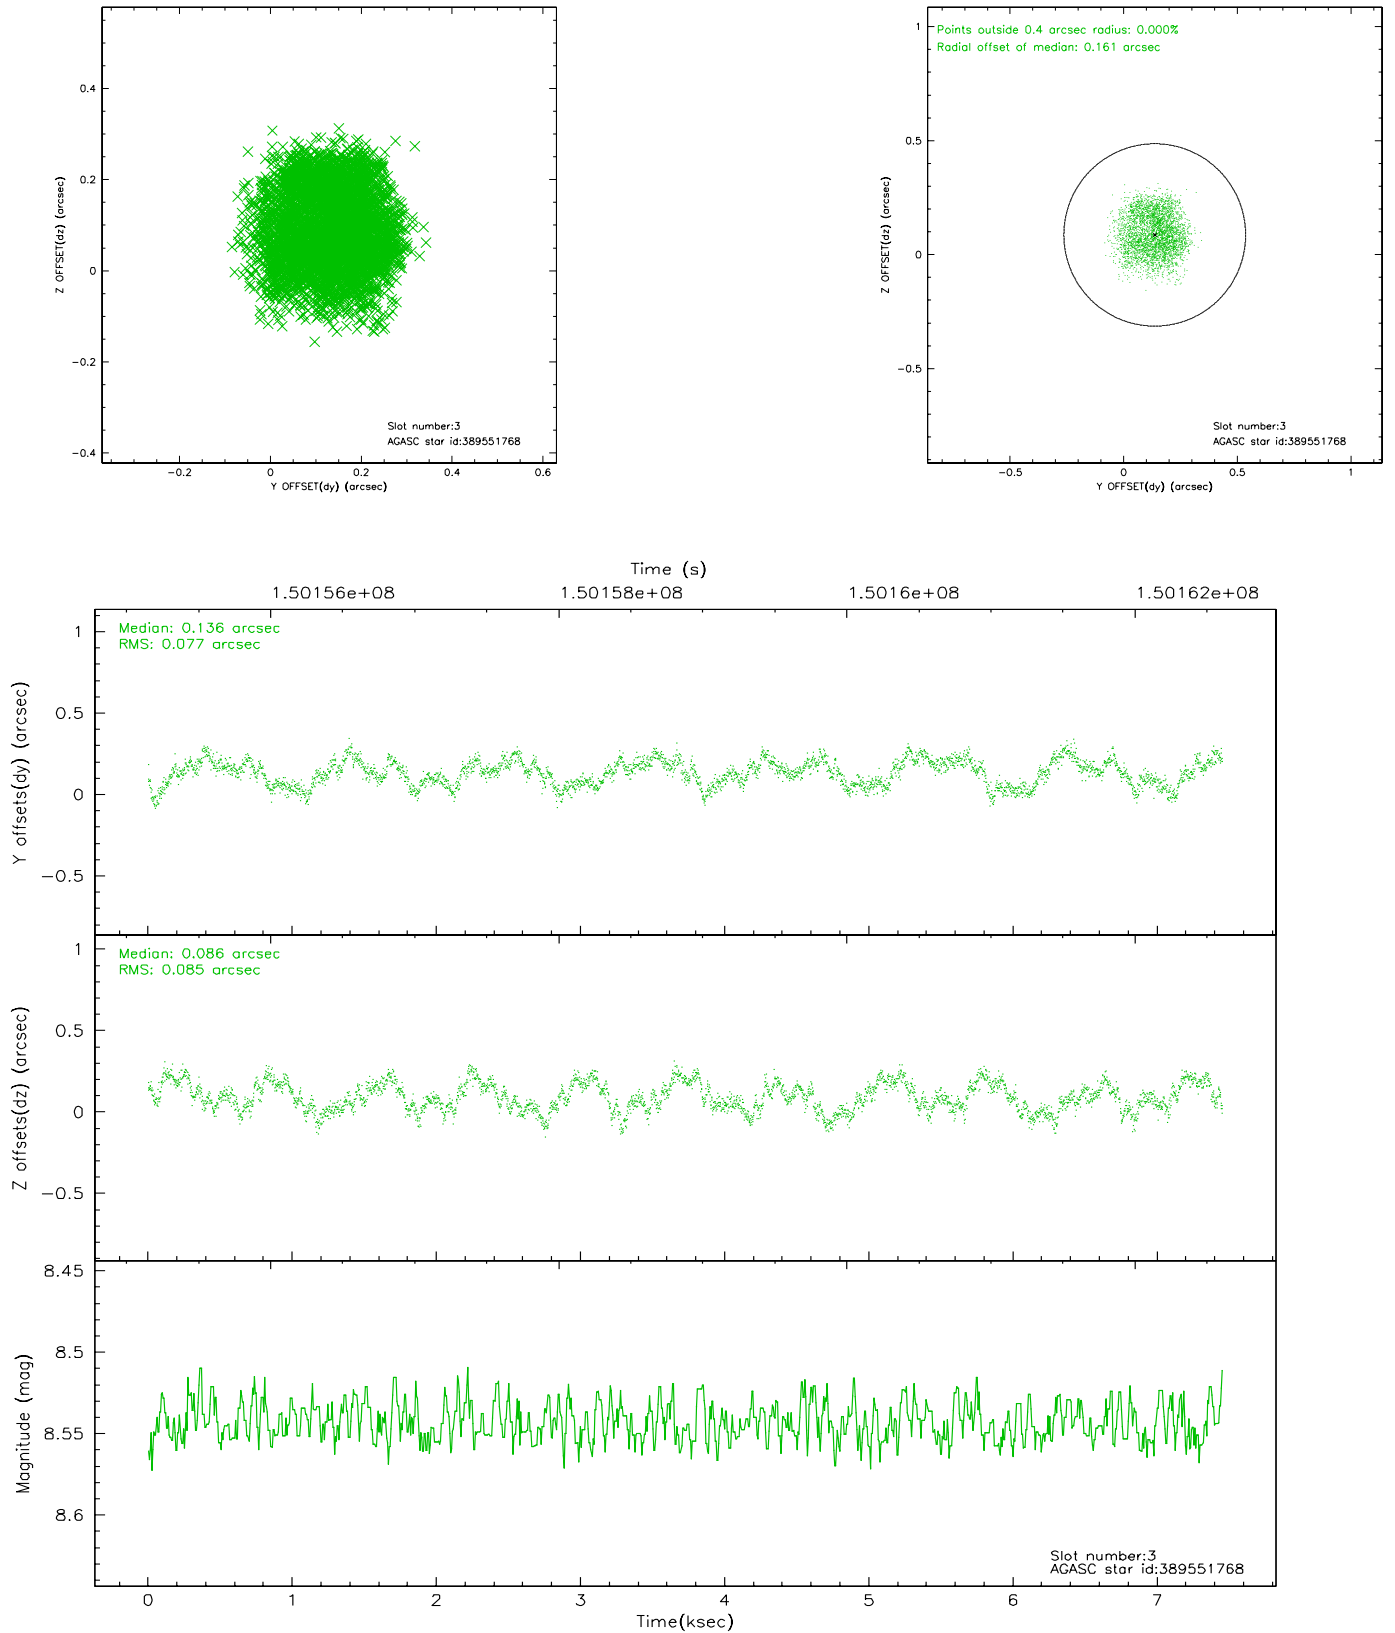 0.4
0.2
0
−0.2
−0.4
Z OFFSET(dz) (arcsec)
−0.2 0 0.2 0.4 0.6
Y OFFSET(dy) (arcsec)
Slot number:3
AGASC star id:389551768
Points outside 0.4 arcsec radius: 0.000%
Radial offset of median: 0.161 arcsec
1
0.5
0
−0.5
Z OFFSET(dz) (arcsec)
−0.5 0 0.5 1
Y OFFSET(dy) (arcsec)
Slot number:3
AGASC star id:389551768
Time (s)
1.50156e+08 1.50158e+08 1.5016e+08 1.50162e+08
Median: 0.136 arcsec
RMS: 0.077 arcsec
1
0.5
0
−0.5
Y offsets(dy) (arcsec)
Median: 0.086 arcsec
RMS: 0.085 arcsec
1
0.5
0
−0.5
Z offsets(dz) (arcsec)
8.45
8.5
8.55
8.6
Magnitude (mag)
Slot number:3
AGASC star id:389551768
0 1 2 3 4 5 6 7
Time(ksec)